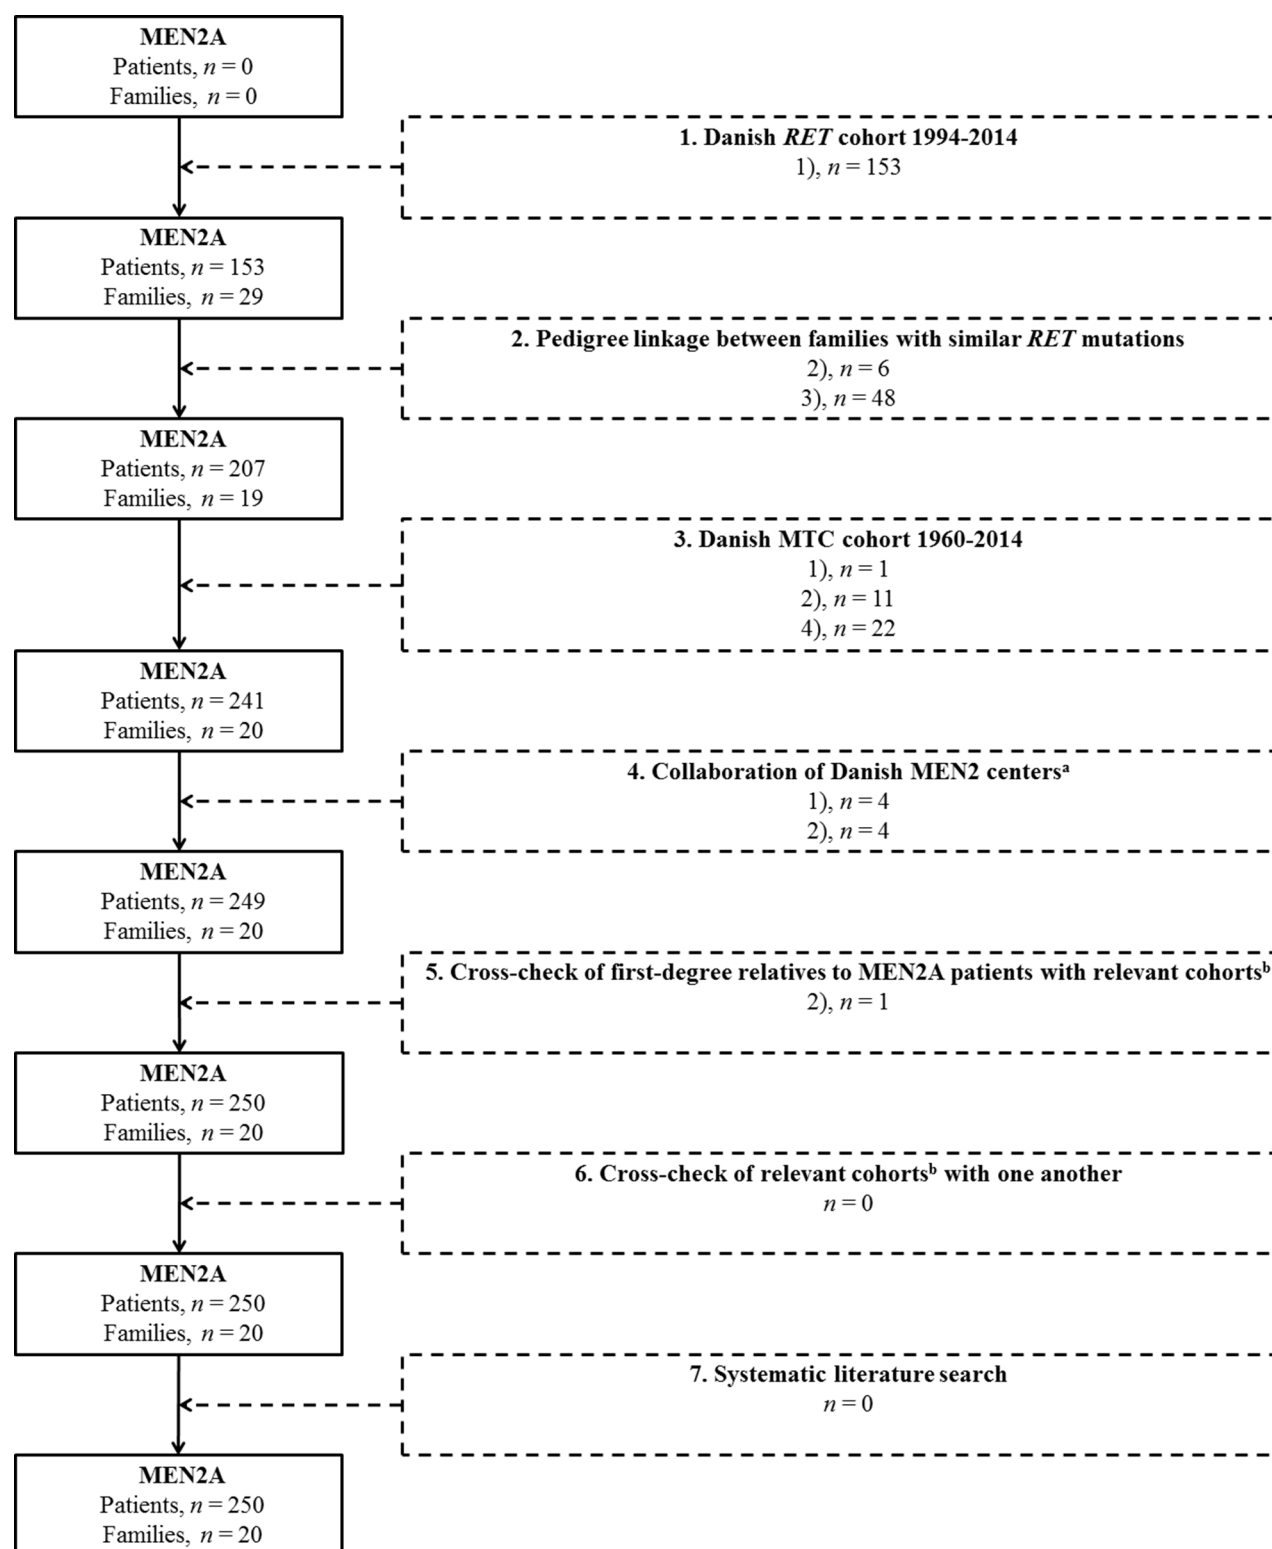 MEN2A
Patients, n = 0
Families, n = 0
1. Danish RET cohort 1994-2014
1), n = 153
MEN2A
Patients, n = 153
Families, n = 29
2. Pedigree linkage between families with similar RET mutations
2), n = 6
3), n = 48
MEN2A
Patients, n = 207
Families, n = 19
3. Danish MTC cohort 1960-2014
1), n = 1
2), n = 11
4), n = 22
MEN2A
Patients, n = 241
Families, n = 20
4. Collaboration of Danish MEN2 centersᵃ
1), n = 4
2), n = 4
MEN2A
Patients, n = 249
Families, n = 20
5. Cross-check of first-degree relatives to MEN2A patients with relevant cohortsᵇ
2), n = 1
MEN2A
Patients, n = 250
Families, n = 20
6. Cross-check of relevant cohortsᵇ with one another
n = 0
MEN2A
Patients, n = 250
Families, n = 20
7. Systematic literature search
n = 0
MEN2A
Patients, n = 250
Families, n = 20